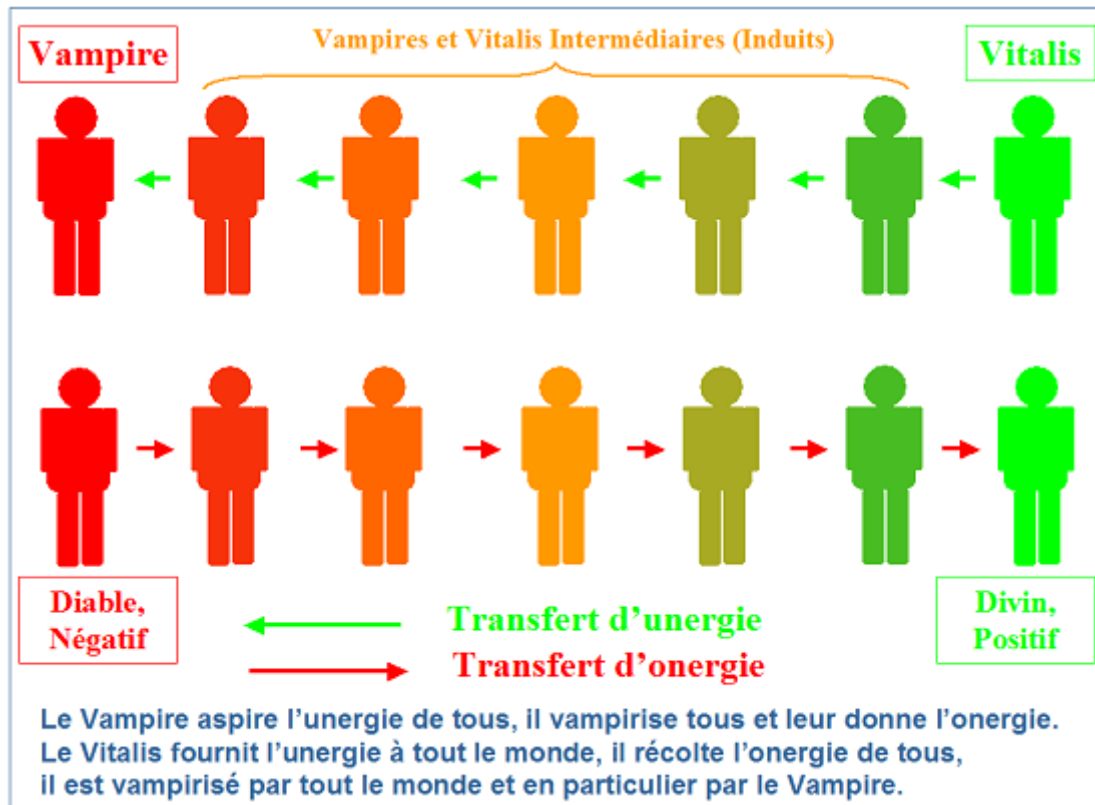 Vampire
Vampires et Vitalis Intermédiaires (Induits)
Vitalis
Diable,
Négatif
Transfert d’unergie
Transfert d’onergie
Divin,
Positif
Le Vampire aspire l’unergie de tous, il vampirise tous et leur donne l’onergie.
Le Vitalis fournit l’unergie à tout le monde, il récolte l’onergie de tous,
il est vampirisé par tout le monde et en particulier par le Vampire.